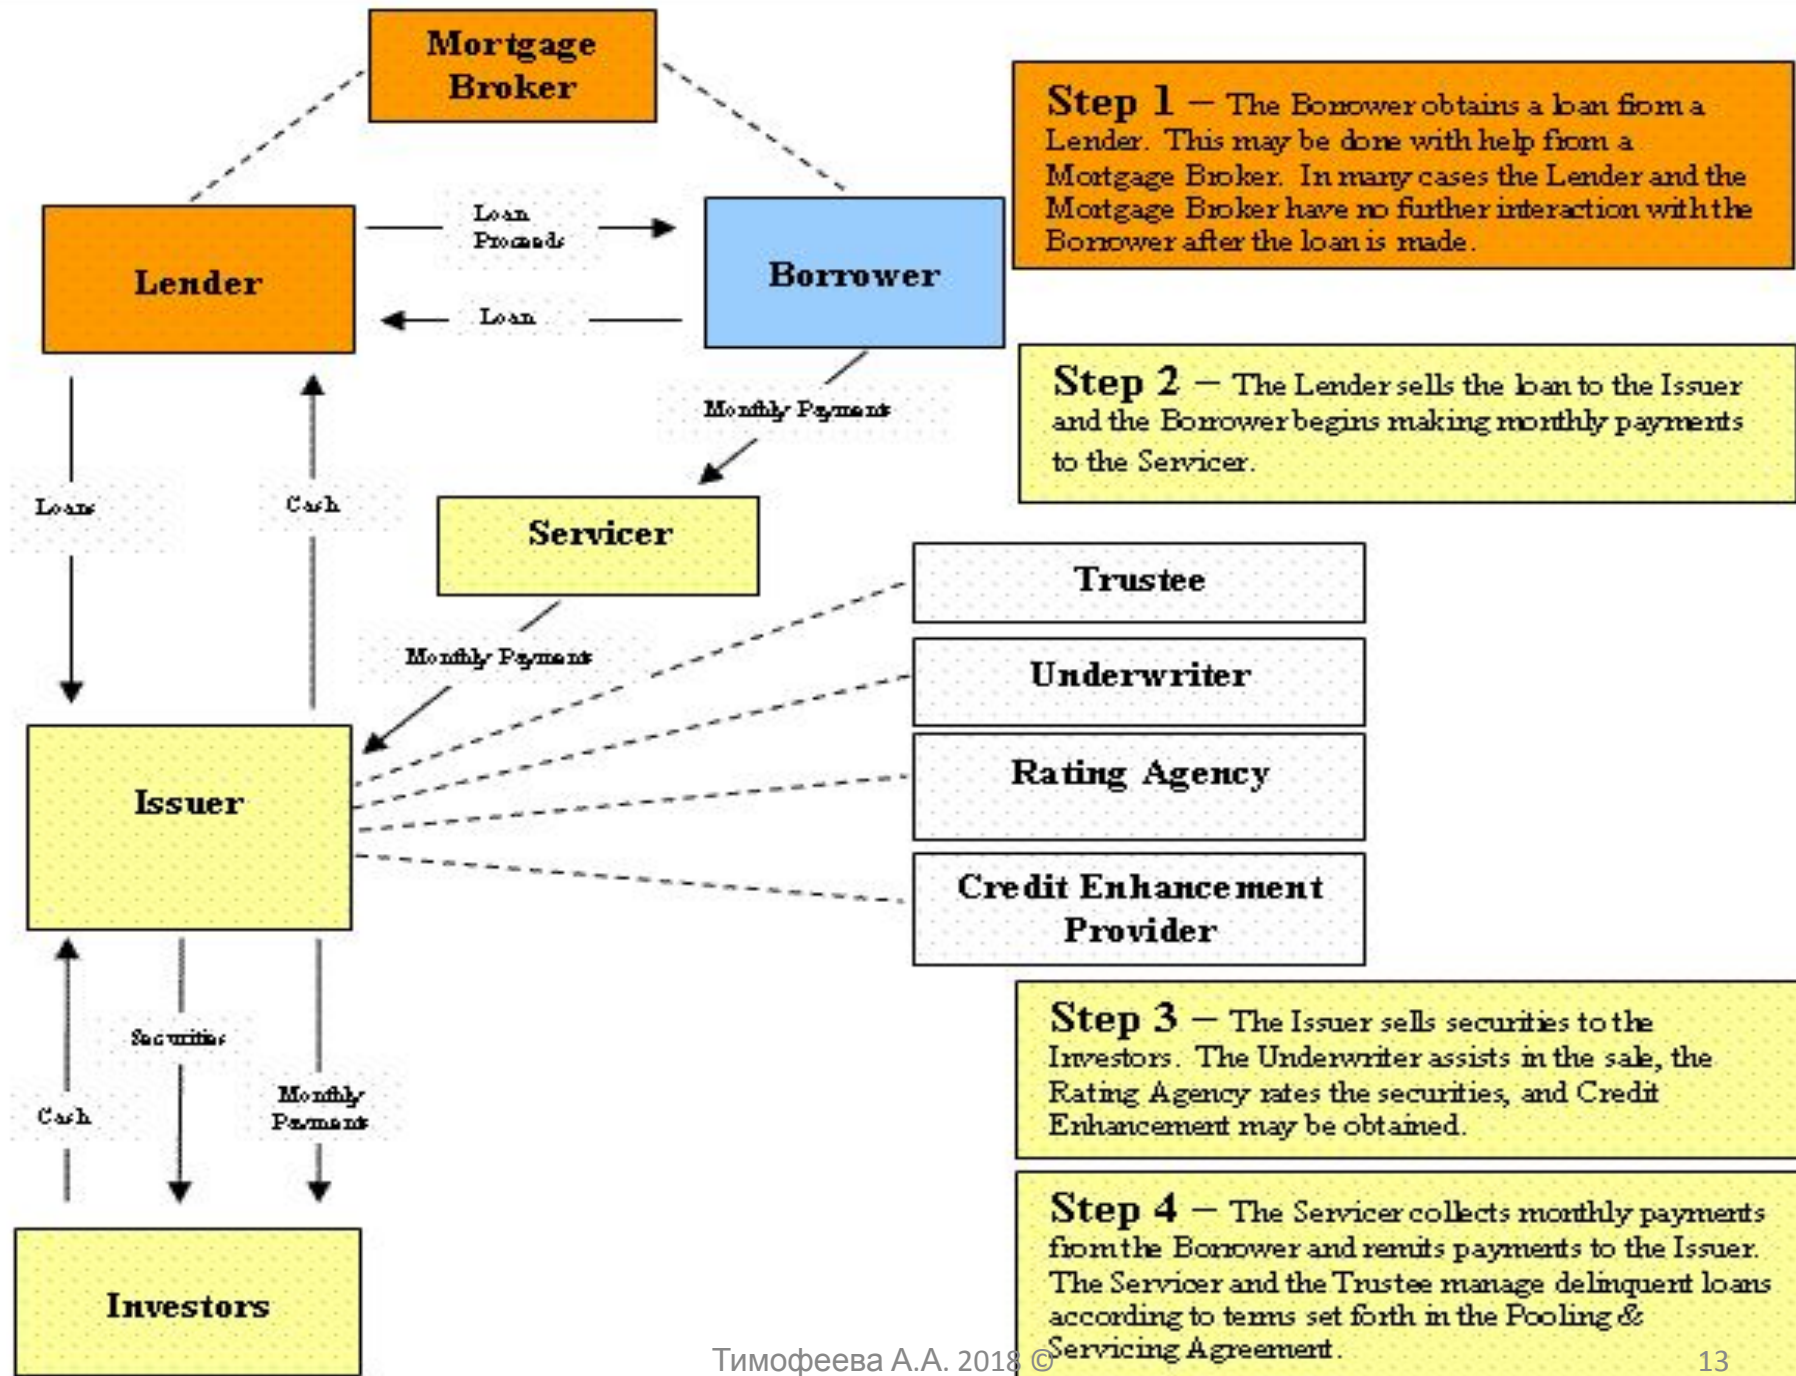 Mortgage
Broker
Step 1 – The Borrower obtains a loan from a
Lender. This may be done with help from a
Mortgage Broker. In many cases the Lender and the
Mortgage Broker have no further interaction with the
Borrower after the loan is made.
Loan
Proceeds
Lender
Borrower
Loan
Step 2 – The Lender sells the loan to the Issuer
and the Borrower begins making monthly payments
to the Servicer.
Monthly Payment
Loans
Cash
Servicer
Trustee
Monthly Payment
Underwriter
Rating Agency
Issuer
Credit Enhancement
Provider
Step 3 – The Issuer sells securities to the
Investors. The Underwriter assists in the sale, the
Rating Agency rates the securities, and Credit
Enhancement may be obtained.
Securities
Monthly
Payment
Cash
Step 4 – The Servicer collects monthly payments
from the Borrower and remits payments to the Issuer.
The Servicer and the Trustee manage delinquent loans
according to terms set forth in the Pooling &
Servicing Agreement.
Investors
Тимофеева А.А. 2018 ©
13